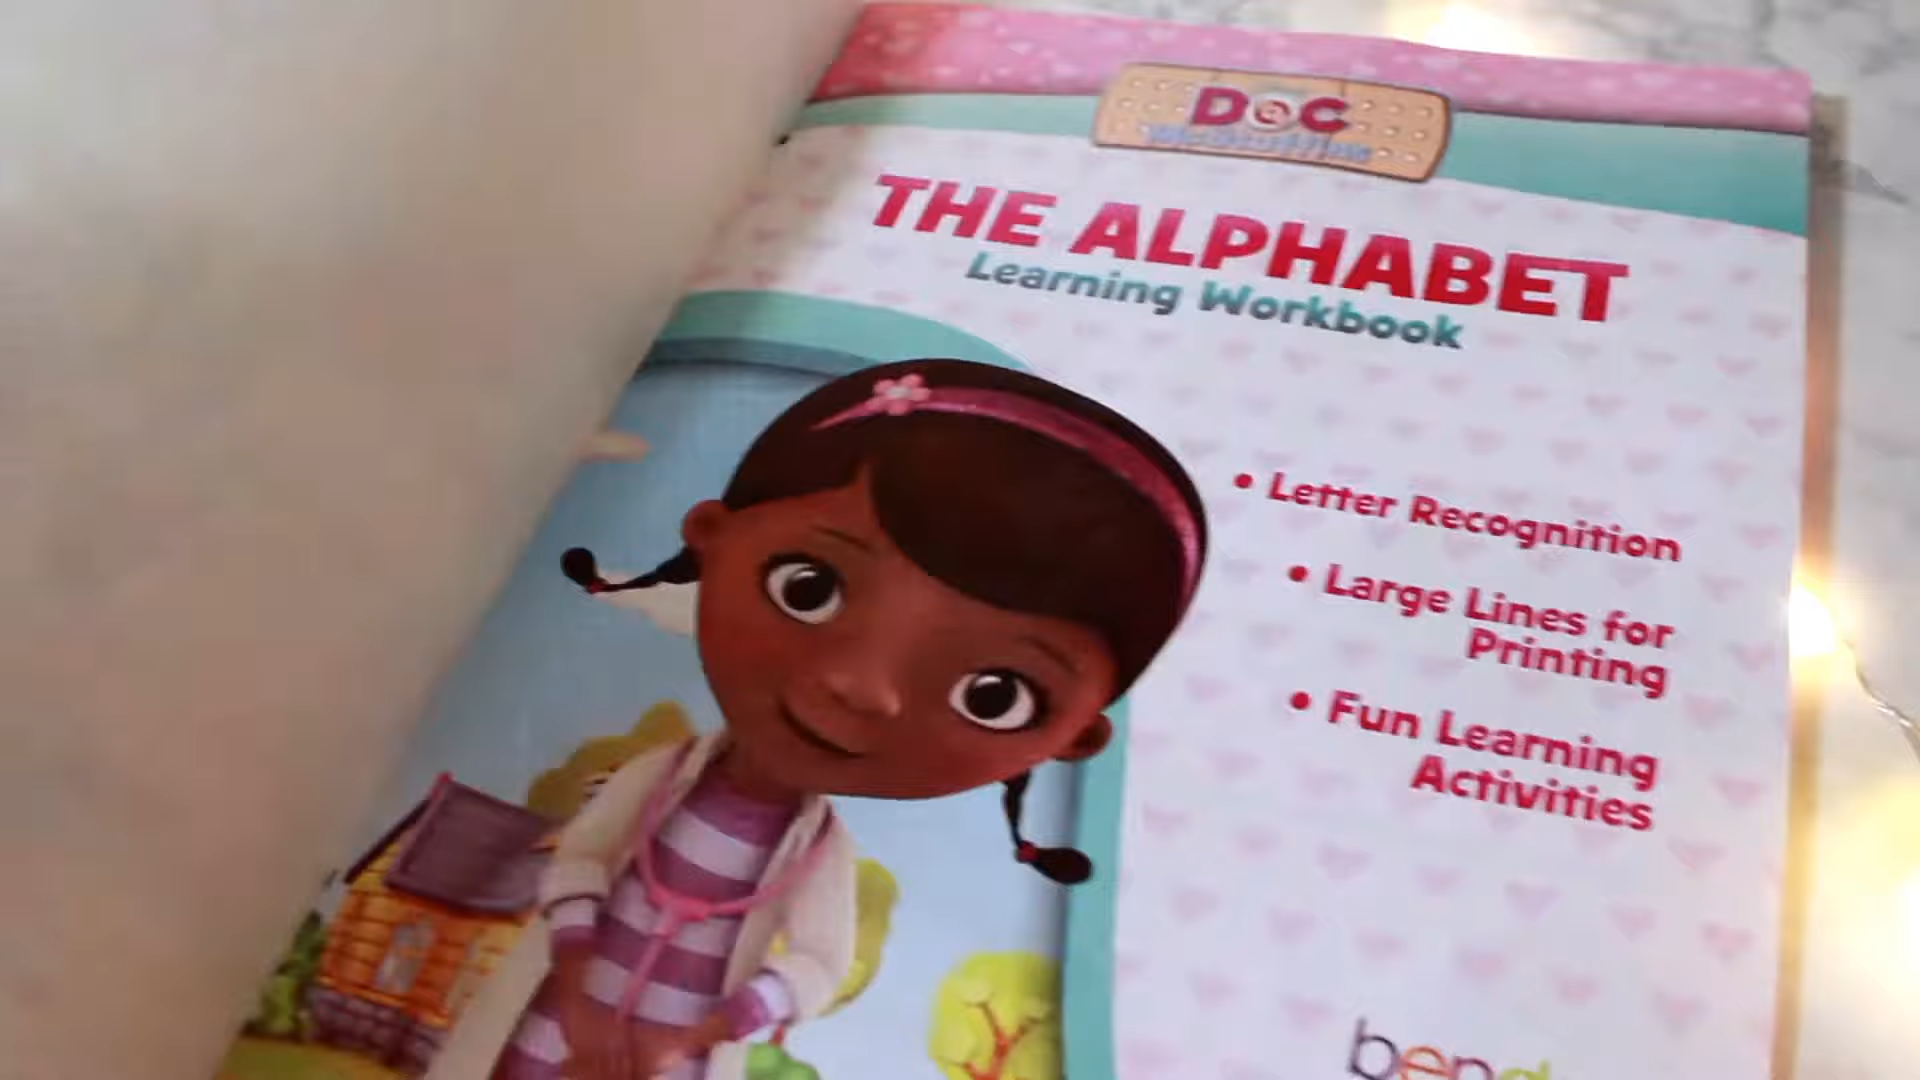 DOC
THE ALPHABET
Learning Workbook
• Letter Recognition
• Large Lines for
Printing
• Fun Learning
Activities